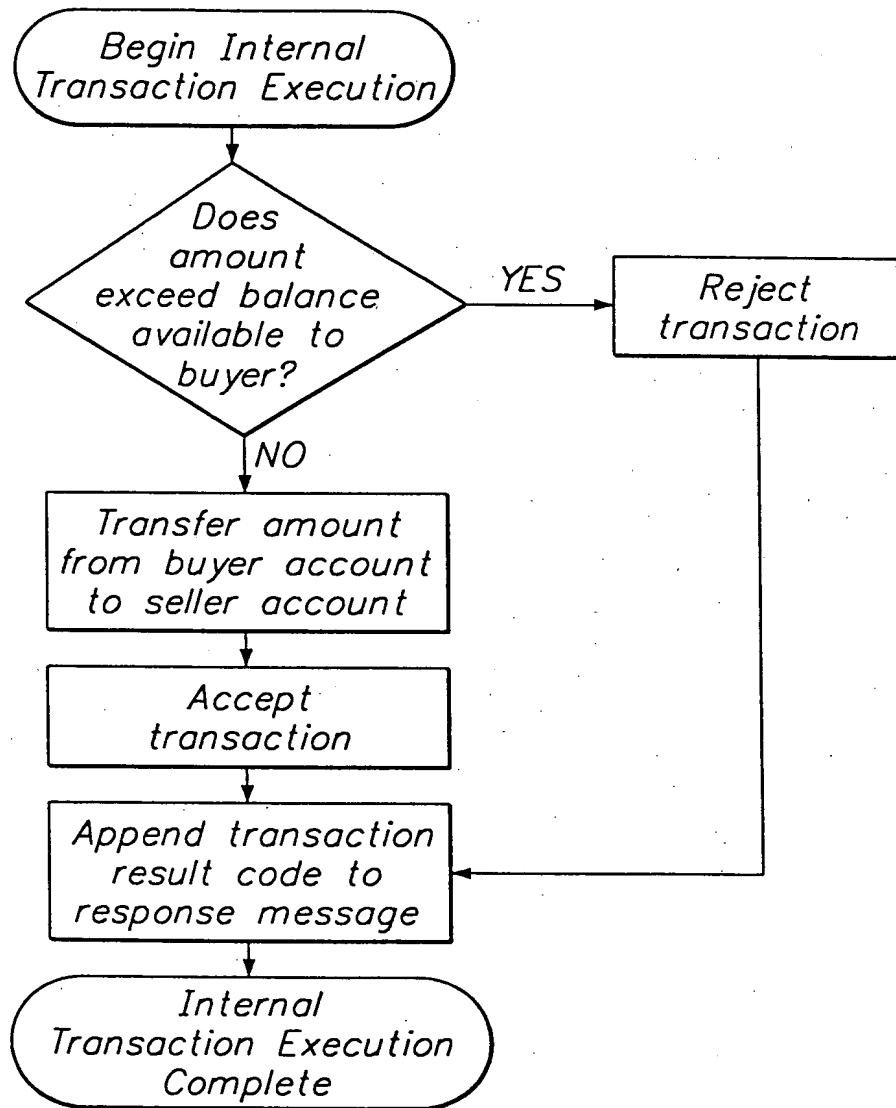 Begin Internal
Transaction Execution
Does
amount
exceed balance
available to
buyer?
YES
Reject
transaction
NO
Transfer amount
from buyer account
to seller account
Accept
transaction
Append transaction
result code to
response message
Internal
Transaction Execution
Complete